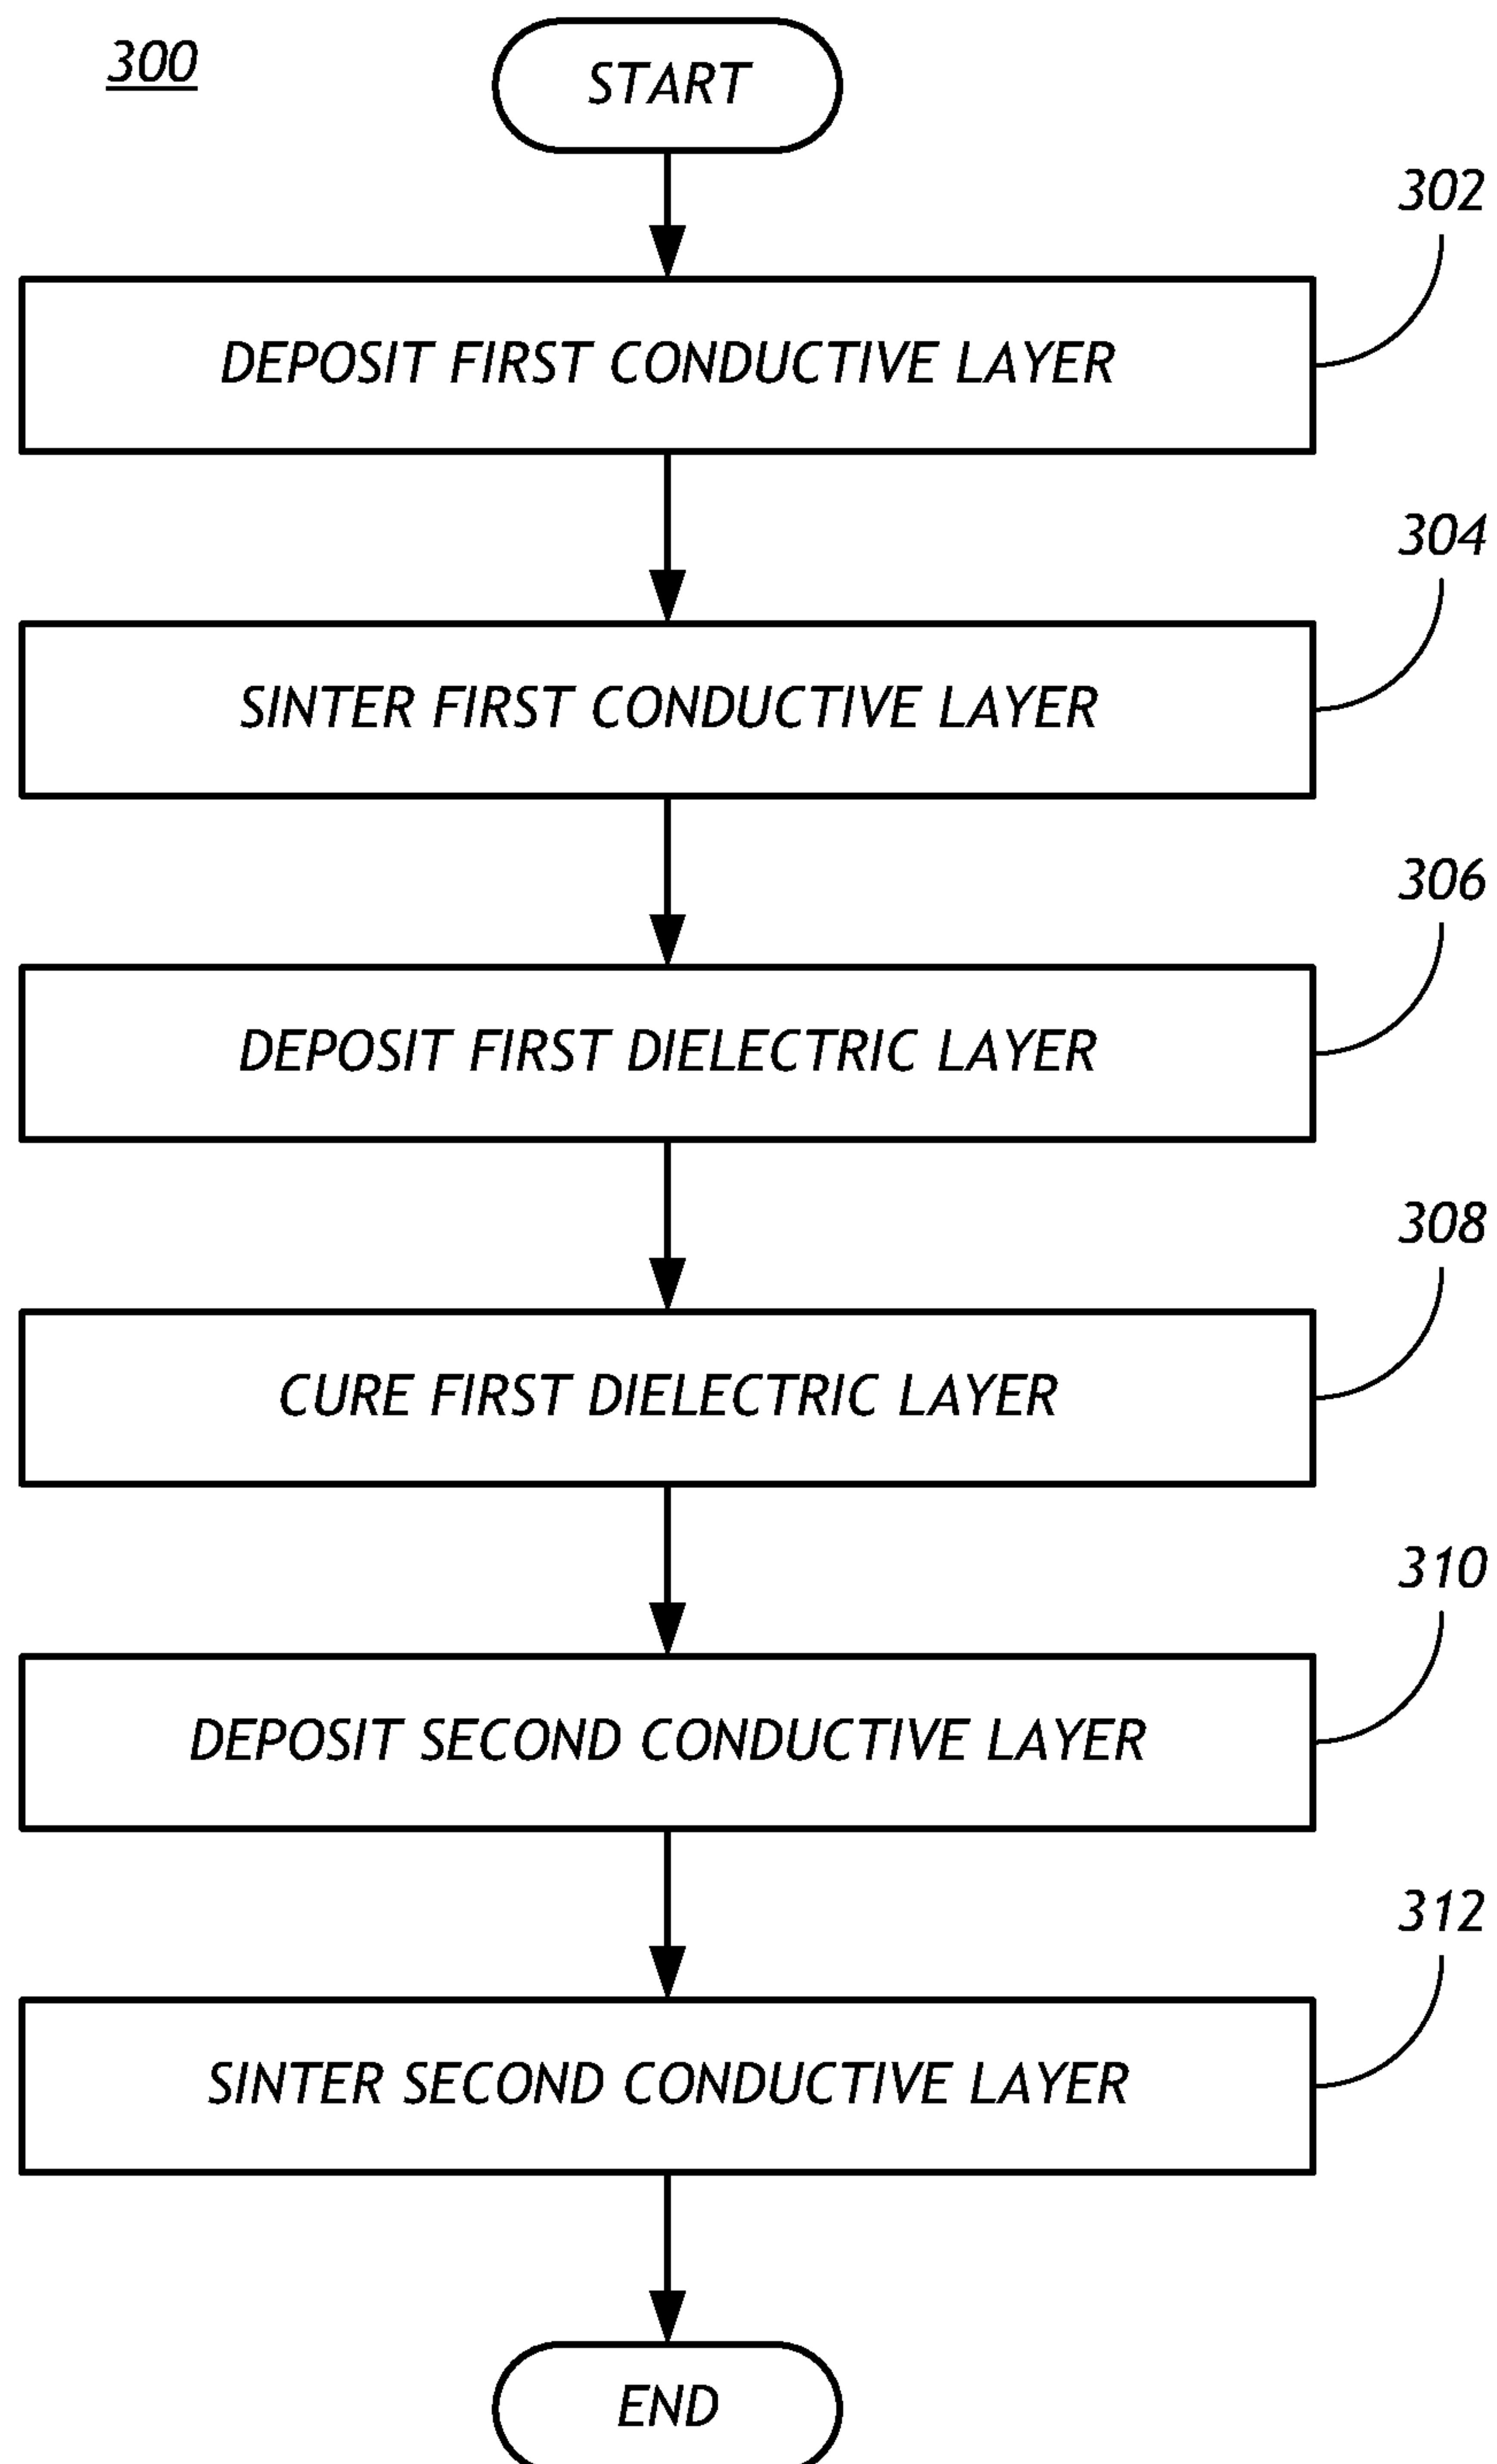 300
START
302
DEPOSIT FIRST CONDUCTIVE LAYER
304
SINTER FIRST CONDUCTIVE LAYER
306
DEPOSIT FIRST DIELECTRIC LAYER
308
CURE FIRST DIELECTRIC LAYER
310
DEPOSIT SECOND CONDUCTIVE LAYER
312
SINTER SECOND CONDUCTIVE LAYER
END